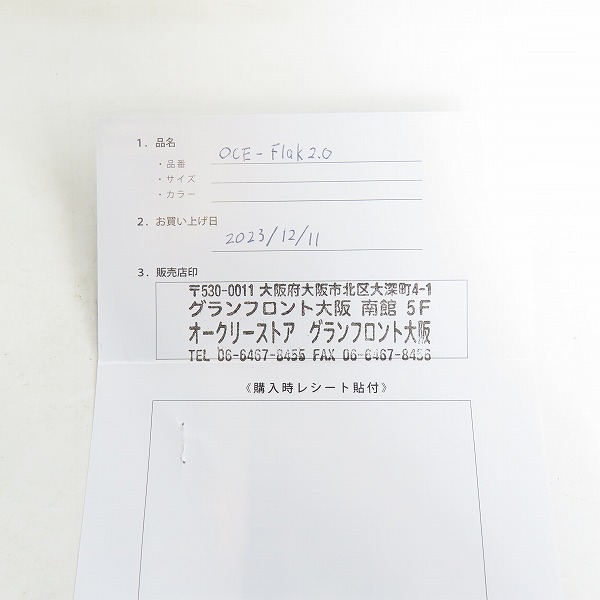 1. 品名
OCE-Flak2.0
・品番
・サイズ
・カラー
2. お買い上げ日
2023/12/11
3. 販売店印
〒530-0011 大阪府大阪市北区大深町4-1
グランフロント大阪 南館 5F
オークリーストア グランフロント大阪
TEL 06-6467-8455 FAX 06-6467-8456
《購入時レシート貼付》